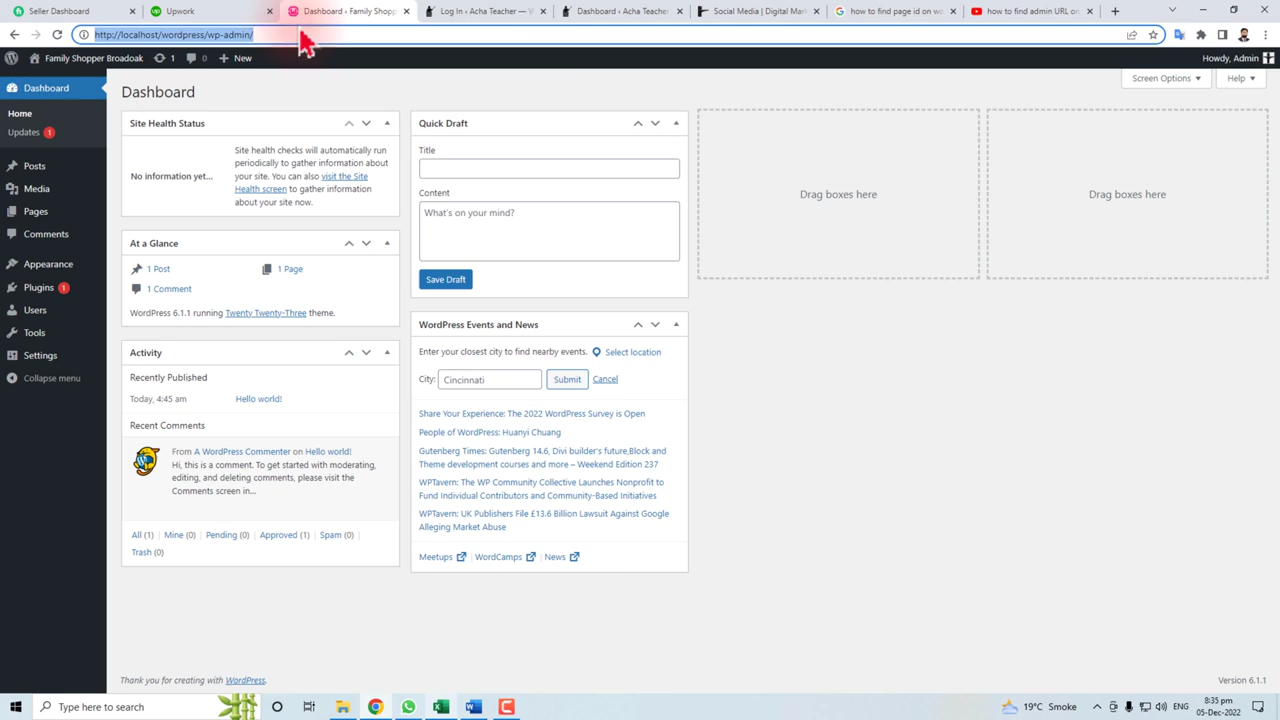 Seller Dashboard
Upwork
Dashboard ‹ Family Shopp
Log In ‹ Acha Teacher — W
Dashboard ‹ Acha Teacher
Social Media | Digital Mark
how to find page id on wo
how to find admin URL on
http://localhost/wordpress/wp-admin/
Family Shopper Broadoak
1
0
New
Howdy, Admin
Dashboard
Home
Updates 1
Posts
Media
Pages
Comments
Appearance
Plugins 1
Users
Tools
Settings
Collapse menu
Dashboard
Screen Options
Help
Site Health Status
No information yet...
Site health checks will automatically run
periodically to gather information about
your site. You can also visit the Site
Health screen to gather information
about your site now.
At a Glance
1 Post
1 Page
1 Comment
WordPress 6.1.1 running Twenty Twenty-Three theme.
Activity
Recently Published
Today, 4:45 am
Hello world!
Recent Comments
From A WordPress Commenter on Hello world!
Hi, this is a comment. To get started with moderating,
editing, and deleting comments, please visit the
Comments screen in...
All (1) | Mine (0) | Pending (0) | Approved (1) | Spam (0) |
Trash (0)
Quick Draft
Title
Content
What's on your mind?
Save Draft
WordPress Events and News
Enter your closest city to find nearby events.
Select location
City:
Cincinnati
Submit
Cancel
Share Your Experience: The 2022 WordPress Survey is Open
People of WordPress: Huanyi Chuang
Gutenberg Times: Gutenberg 14.6, Divi builder's future,Block and
Theme development courses and more – Weekend Edition 237
WPTavern: The WP Community Collective Launches Nonprofit to
Fund Individual Contributors and Community-Based Initiatives
WPTavern: UK Publishers File £13.6 Billion Lawsuit Against Google
Alleging Market Abuse
Meetups | WordCamps | News
Drag boxes here
Drag boxes here
Thank you for creating with WordPress.
Version 6.1.1
Type here to search
19°C Smoke
ENG
8:35 pm
05-Dec-2022